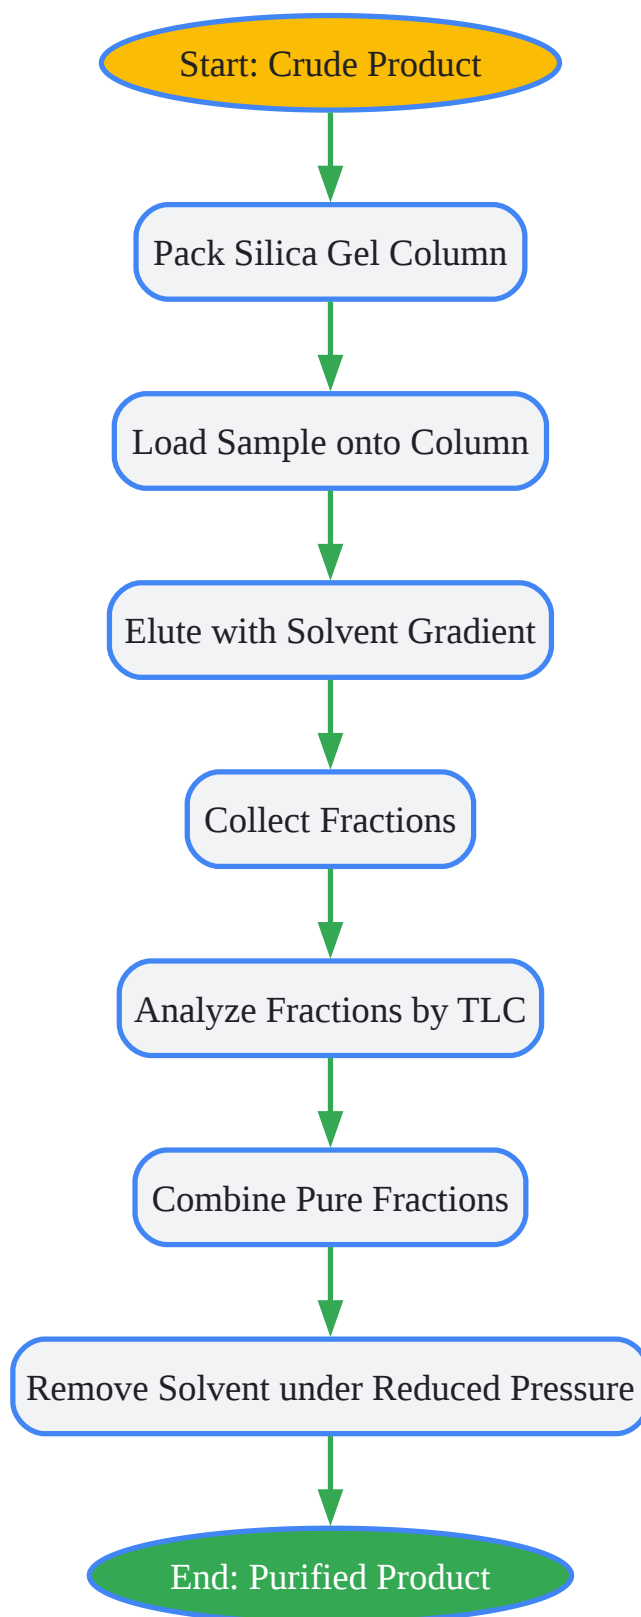 Start: Crude Product
Pack Silica Gel Column
Load Sample onto Column
Elute with Solvent Gradient
Collect Fractions
Analyze Fractions by TLC
Combine Pure Fractions
Remove Solvent under Reduced Pressure
End: Purified Product